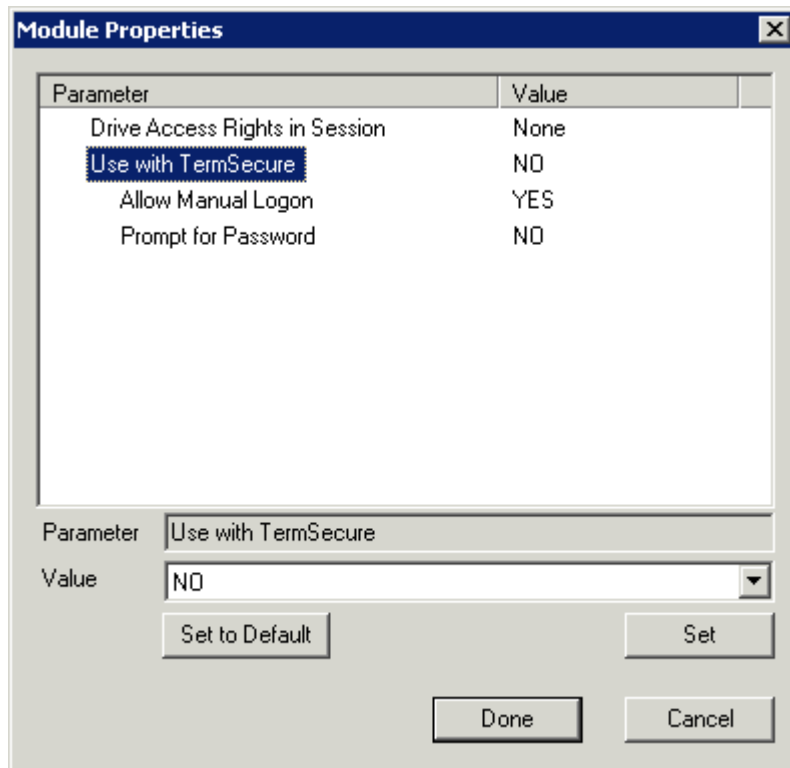 Module Properties
Parameter Value
Drive Access Rights in Session None
Use with TermSecure NO
Allow Manual Logon YES
Prompt for Password NO
Parameter Use with TermSecure
Value NO
Set to Default Set
Done Cancel